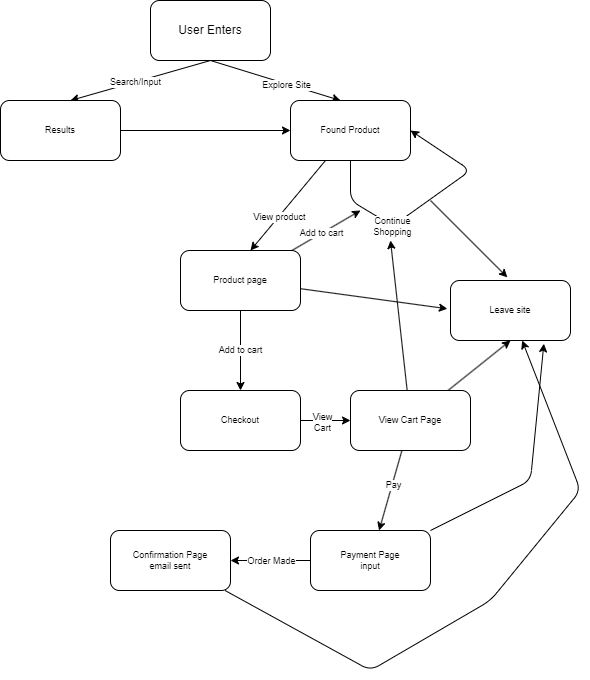 User Enters
Search/Input
Explore Site
Results
Found Product
View product
Add to cart
Continue
Shopping
Product page
Leave site
Add to cart
Checkout
View
Cart
View Cart Page
Pay
Confirmation Page
email sent
Order Made
Payment Page
input